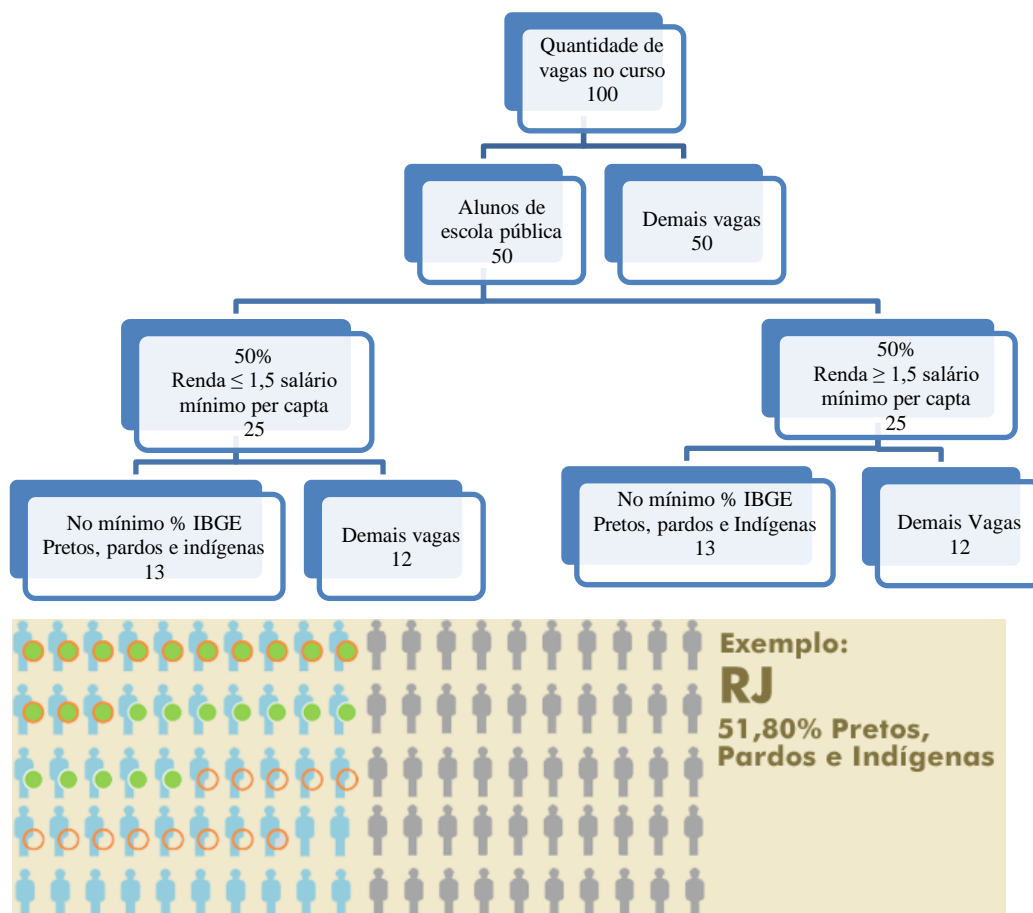 Quantidade de
vagas no curso
100
Alunos de
escola pública
50
Demais vagas
50
50%
Renda ≤ 1,5 salário
mínimo per capta
25
50%
Renda ≥ 1,5 salário
mínimo per capta
25
No mínimo % IBGE
Pretos, pardos e indígenas
13
Demais vagas
12
No mínimo % IBGE
Pretos, pardos e Indígenas
13
Demais Vagas
12
Exemplo:
RJ
51,80% Pretos,
Pardos e Indígenas